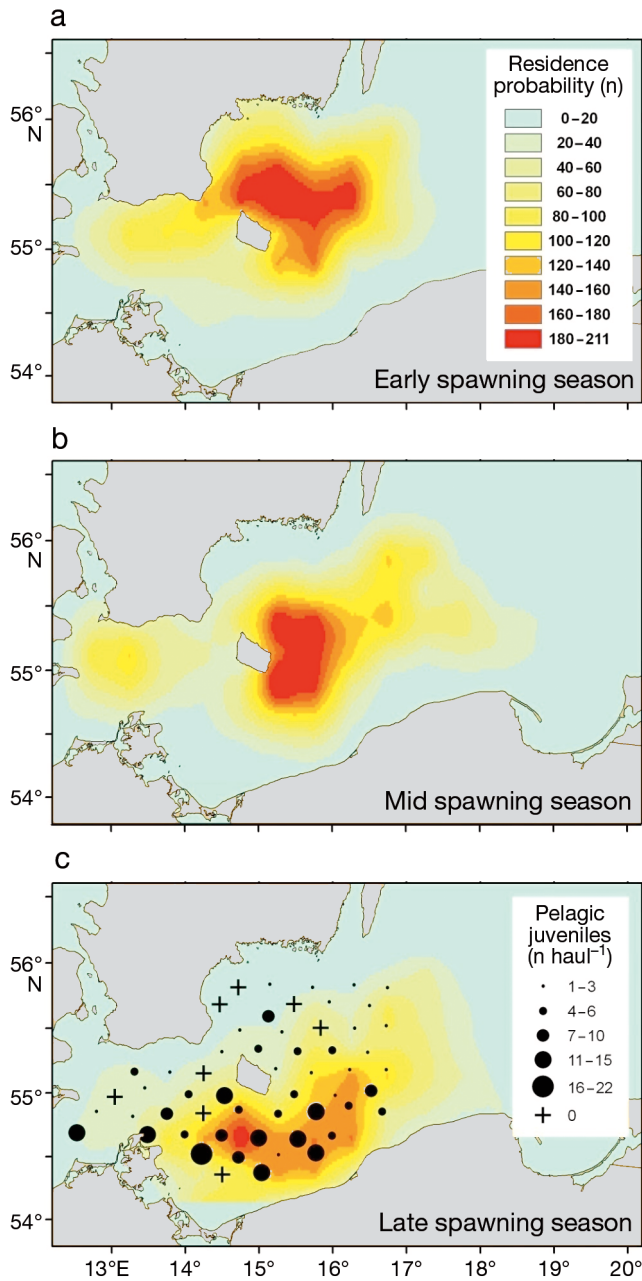 a
56°
N
55°
54°
Residence
probability (n)
0–20
20–40
40–60
60–80
80–100
100–120
120–140
140–160
160–180
180–211
Early spawning season
b
56°
N
55°
54°
Mid spawning season
c
56°
N
55°
54°
Pelagic
juveniles
(n haul–1)
1–3
4–6
7–10
11–15
16–22
0
Late spawning season
13°E 14° 15° 16° 17° 18° 19° 20°